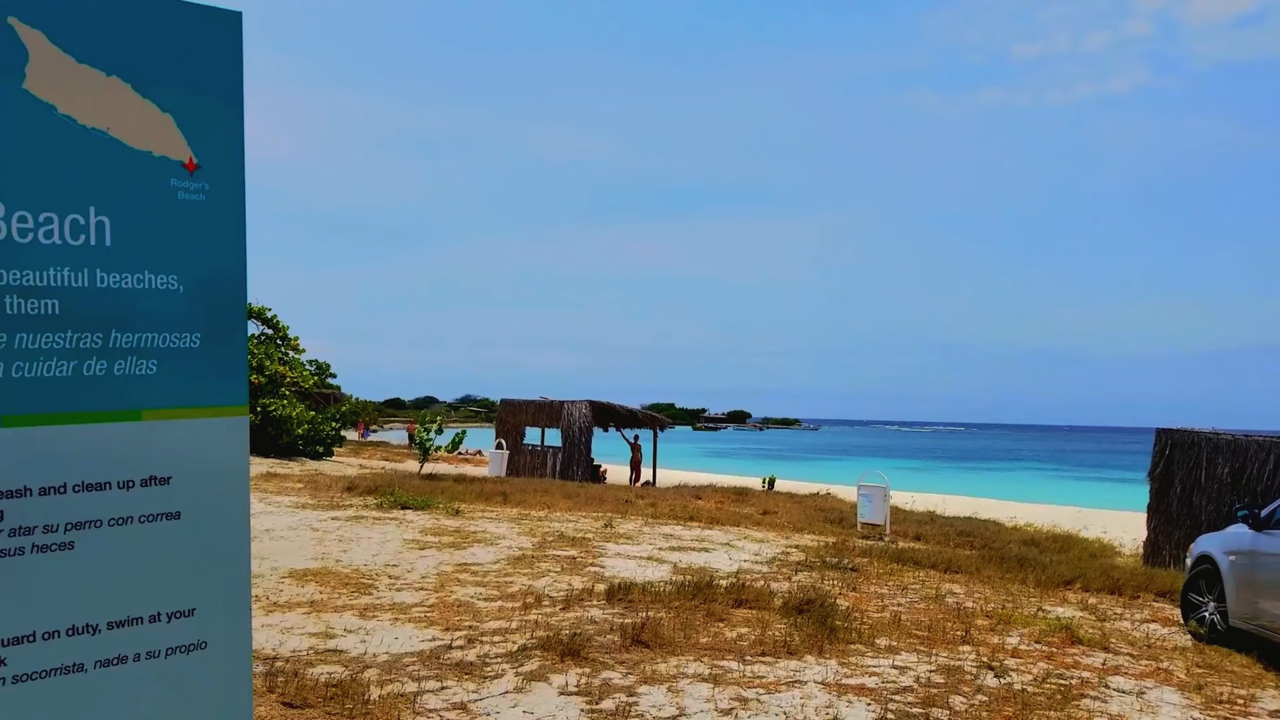 Rodger's
Beach
Beach
beautiful beaches,
them
e nuestras hermosas
a cuidar de ellas
eash and clean up after
g
r atar su perro con correa
sus heces
uard on duty, swim at your
k
n socorrista, nade a su propio